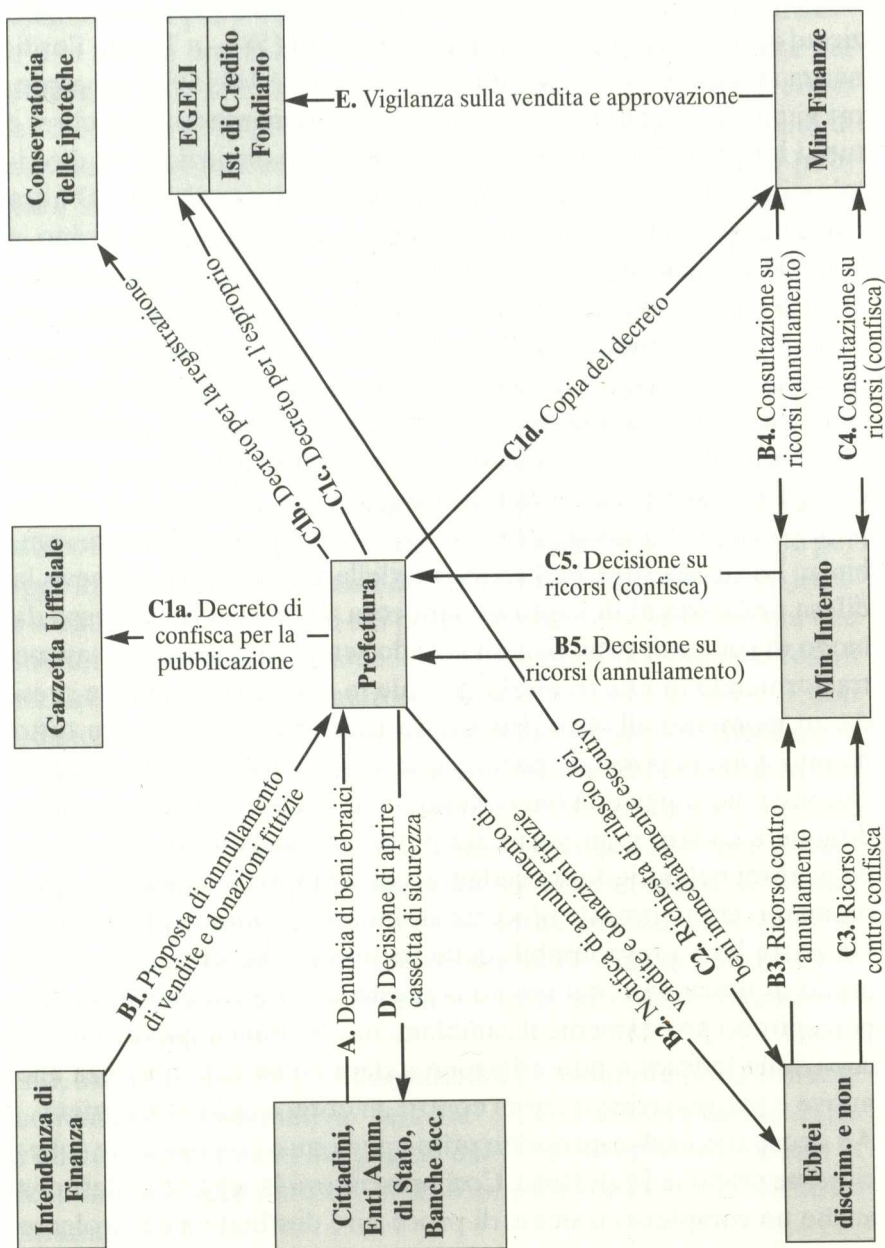 Conservatoria
delle ipoteche
EGELI
Ist. di Credito
Fondiario
E. Vigilanza sulla vendita e approvazione
Min. Finanze
Gazzetta Ufficiale
C1a. Decreto di
confisca per la
pubblicazione
C1b. Decreto per la registrazione
C1c. Decreto per l'esproprio
C1d. Copia del decreto
Prefettura
C5. Decisione su
ricorsi (confisca)
B5. Decisione su
ricorsi (annullamento)
B4. Consultazione su
ricorsi (annullamento)
C4. Consultazione su
ricorsi (confisca)
Min. Interno
Intendenza di
Finanza
B1. Proposta di annullamento
di vendite e donazioni fittizie
Cittadini,
Enti Amm.
di Stato,
Banche ecc.
A. Denuncia di beni ebraici
D. Decisione di aprire
cassetta di sicurezza
B2. Notifica di annullamento di
vendite e donazioni fittizie
C2. Richiesta di rilascio dei
beni immediatamente esecutivo
B3. Ricorso contro
annullamento
C3. Ricorso
contro confisca
Ebrei
discrim. e non